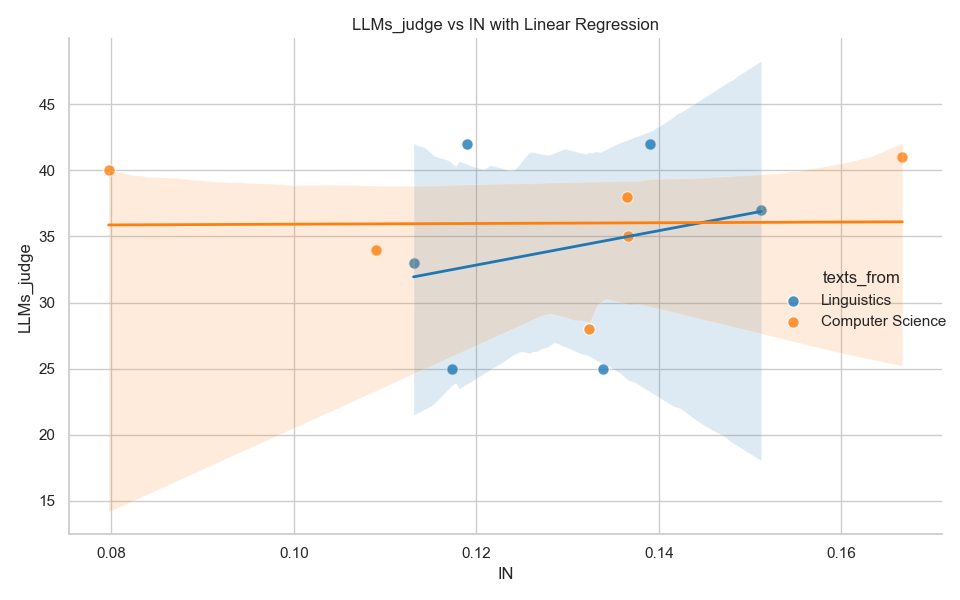 LLMs_judge vs IN with Linear Regression
45
40
35
30
25
20
15
LLMs_judge
0.08
0.10
0.12
0.14
0.16
IN
texts_from
Linguistics
Computer Science